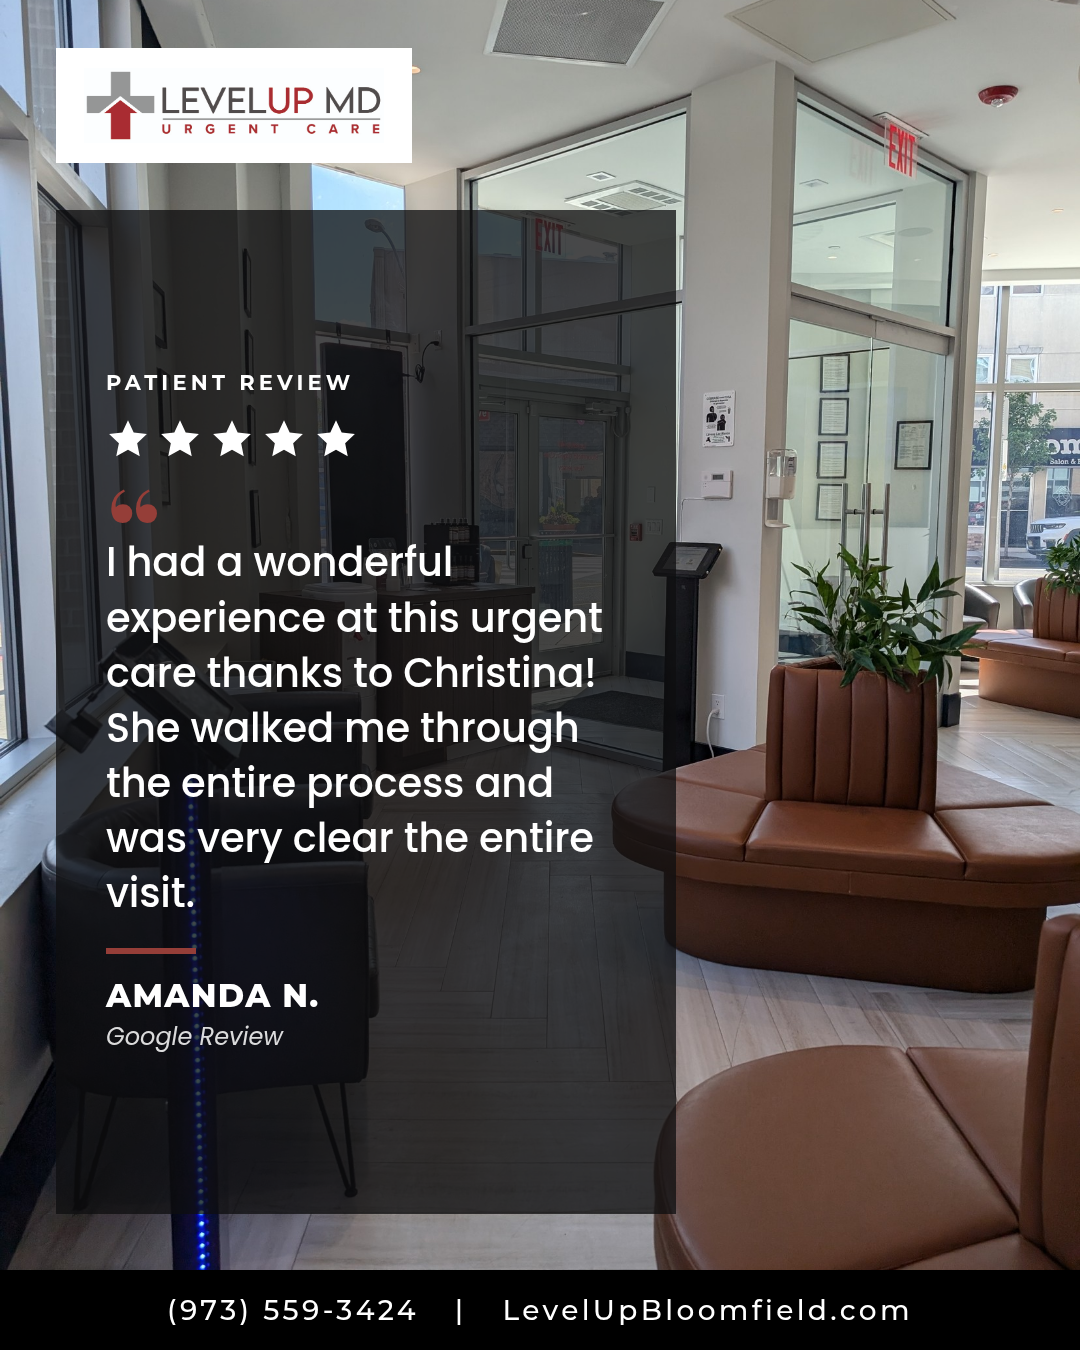 LEVELUP MD
URGENT CARE
EXIT
EXIT
PATIENT REVIEW
“
I had a wonderful
experience at this urgent
care thanks to Christina!
She walked me through
the entire process and
was very clear the entire
visit.
AMANDA N.
Google Review
(973) 559-3424 | LevelUpBloomfield.com